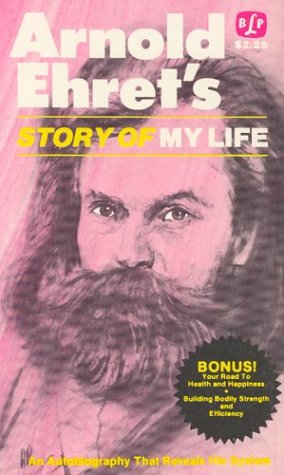 Arnold
BLP
$2.25
Ehret's
STORY OF MY LIFE
BONUS!
Your Road To
Health and Happiness
•
Building Bodily Strength
and
Efficiency
An Autobiography That Reveals His System